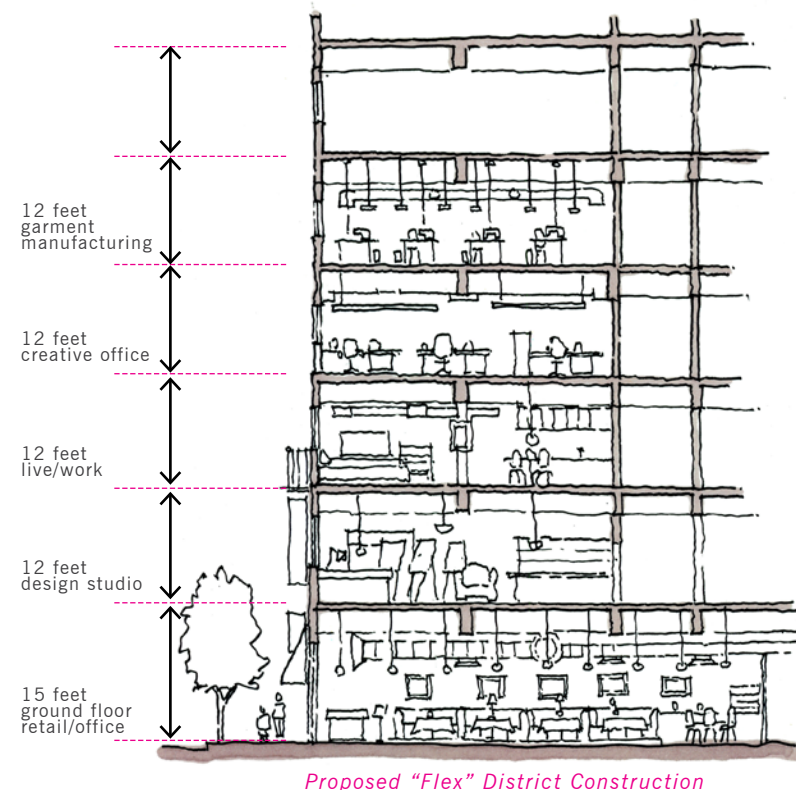 12 feet
garment
manufacturing
12 feet
creative office
12 feet
live/work
12 feet
design studio
15 feet
ground floor
retail/office
Proposed “Flex” District Construction